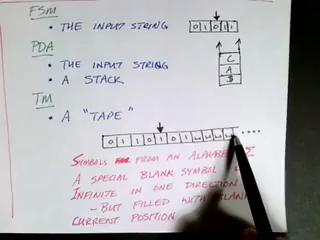 FSM
• THE INPUT STRING
0 1 0 1 1
PDA
• THE INPUT STRING
• A STACK
C
A
$
TM
• A "TAPE"
0 1 1 0 1 0 1 ␣ ␣ ␣ ␣ ....
SYMBOLS FROM AN ALPHABET Σ
A SPECIAL BLANK SYMBOL
INFINITE IN ONE DIRECTION
- BUT FILLED WITH
CURRENT POSITION